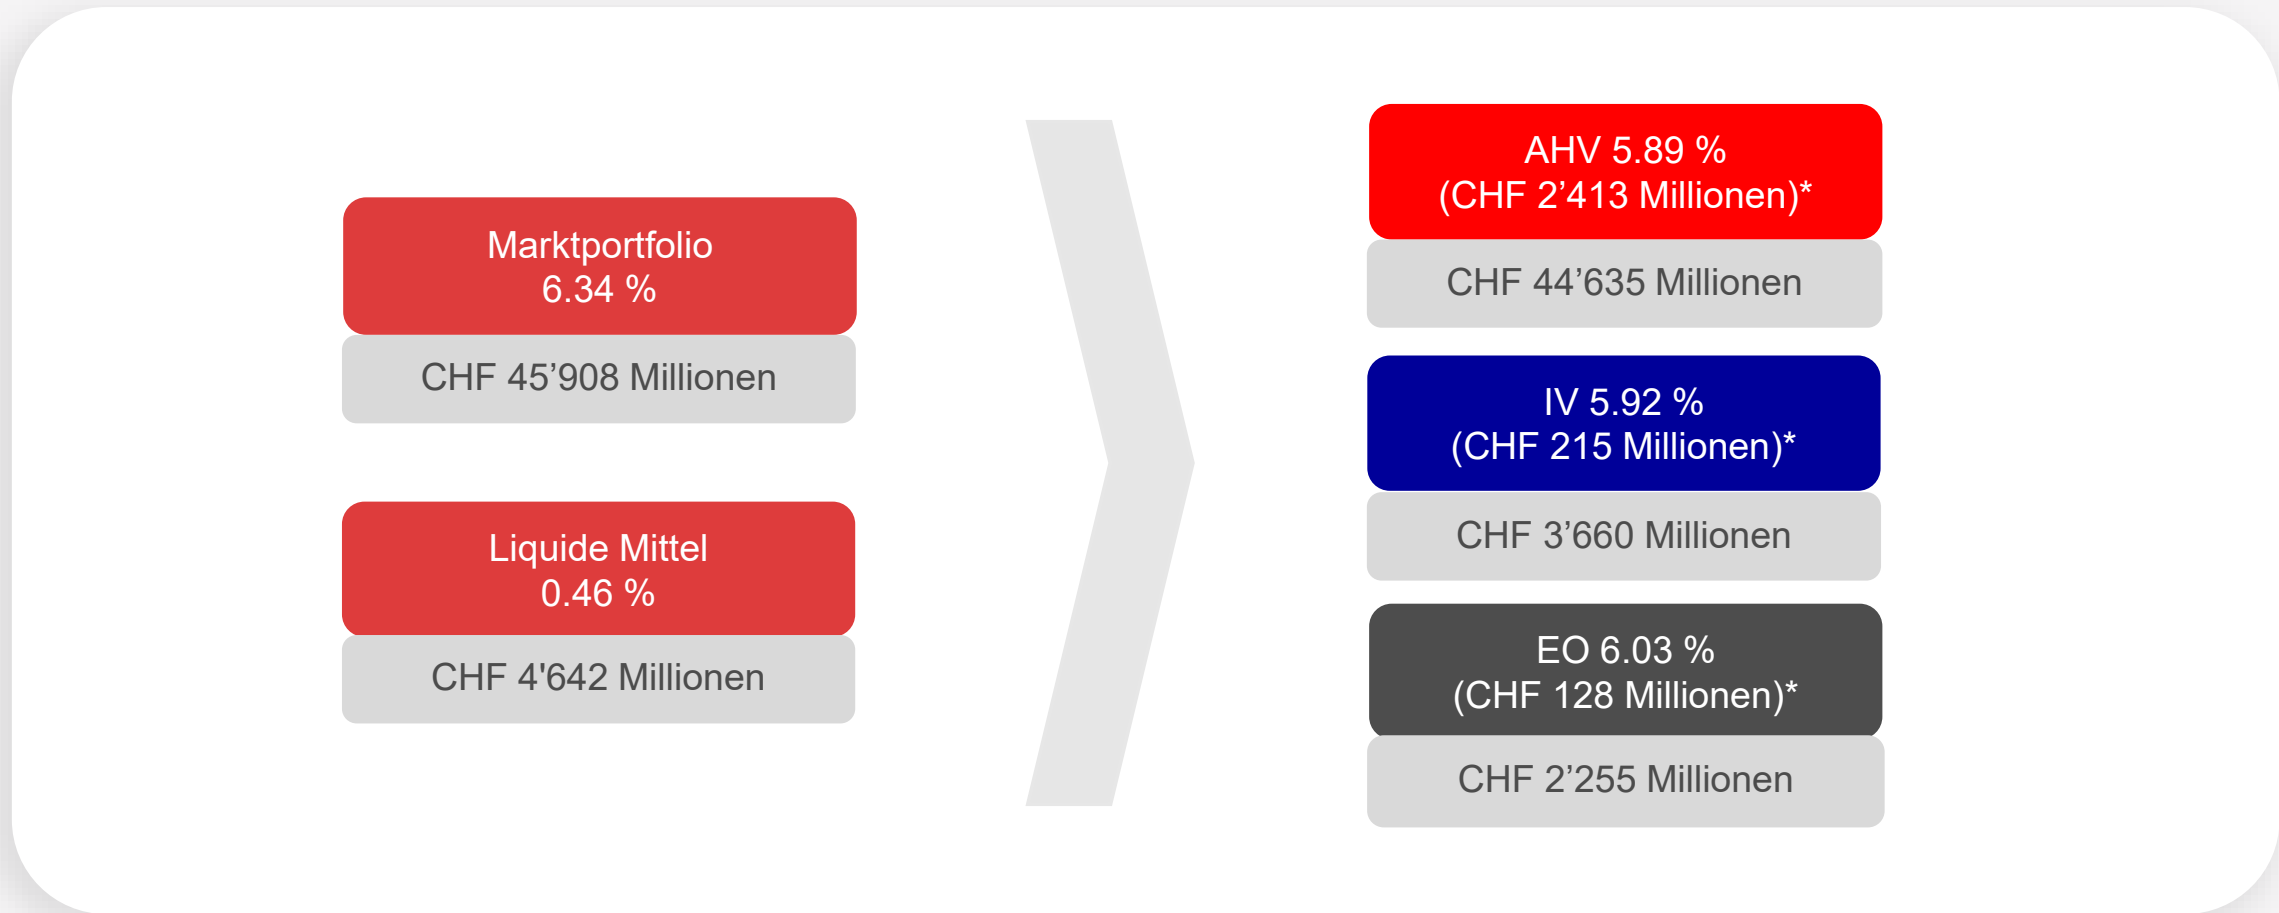 Marktportfolio
6.34 %
CHF 45’908 Millionen
Liquide Mittel
0.46 %
CHF 4'642 Millionen
AHV 5.89 %
(CHF 2’413 Millionen)*
CHF 44’635 Millionen
IV 5.92 %
(CHF 215 Millionen)*
CHF 3’660 Millionen
EO 6.03 %
(CHF 128 Millionen)*
CHF 2’255 Millionen